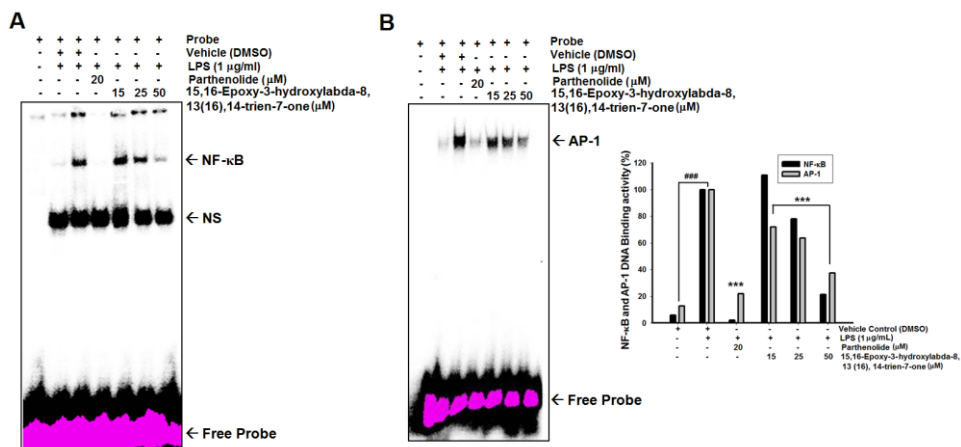 A
+ + + + + + + Probe
- + + - - - - Vehicle (DMSO)
- - + + + + + LPS (1 µg/ml)
- - - 20 - - - Parthenolide (µM)
- - - - 15 25 50 15,16-Epoxy-3-hydroxylabda-8,
13(16),14-trien-7-one (µM)
← NF-κB
← NS
← Free Probe
B
+ + + + + + + Probe
- + + - - - - Vehicle (DMSO)
- - + + + + + LPS (1 µg/ml)
- - - 20 - - - Parthenolide (µM)
- - - - 15 25 50 15,16-Epoxy-3-hydroxylabda-8,
13(16),14-trien-7-one (µM)
← AP-1
← Free Probe
NF-κB and AP-1 DNA Binding activity (%)
120
100
80
60
40
20
0
NF-κB
AP-1
###
***
***
+ + - - - - Vehicle Control (DMSO)
- + + + + + LPS (1 µg/mL)
- - 20 - - - Parthenolide (µM)
- - - 15 25 50 15,16-Epoxy-3-hydroxylabda-8,
13 (16), 14-trien-7-one (µM)